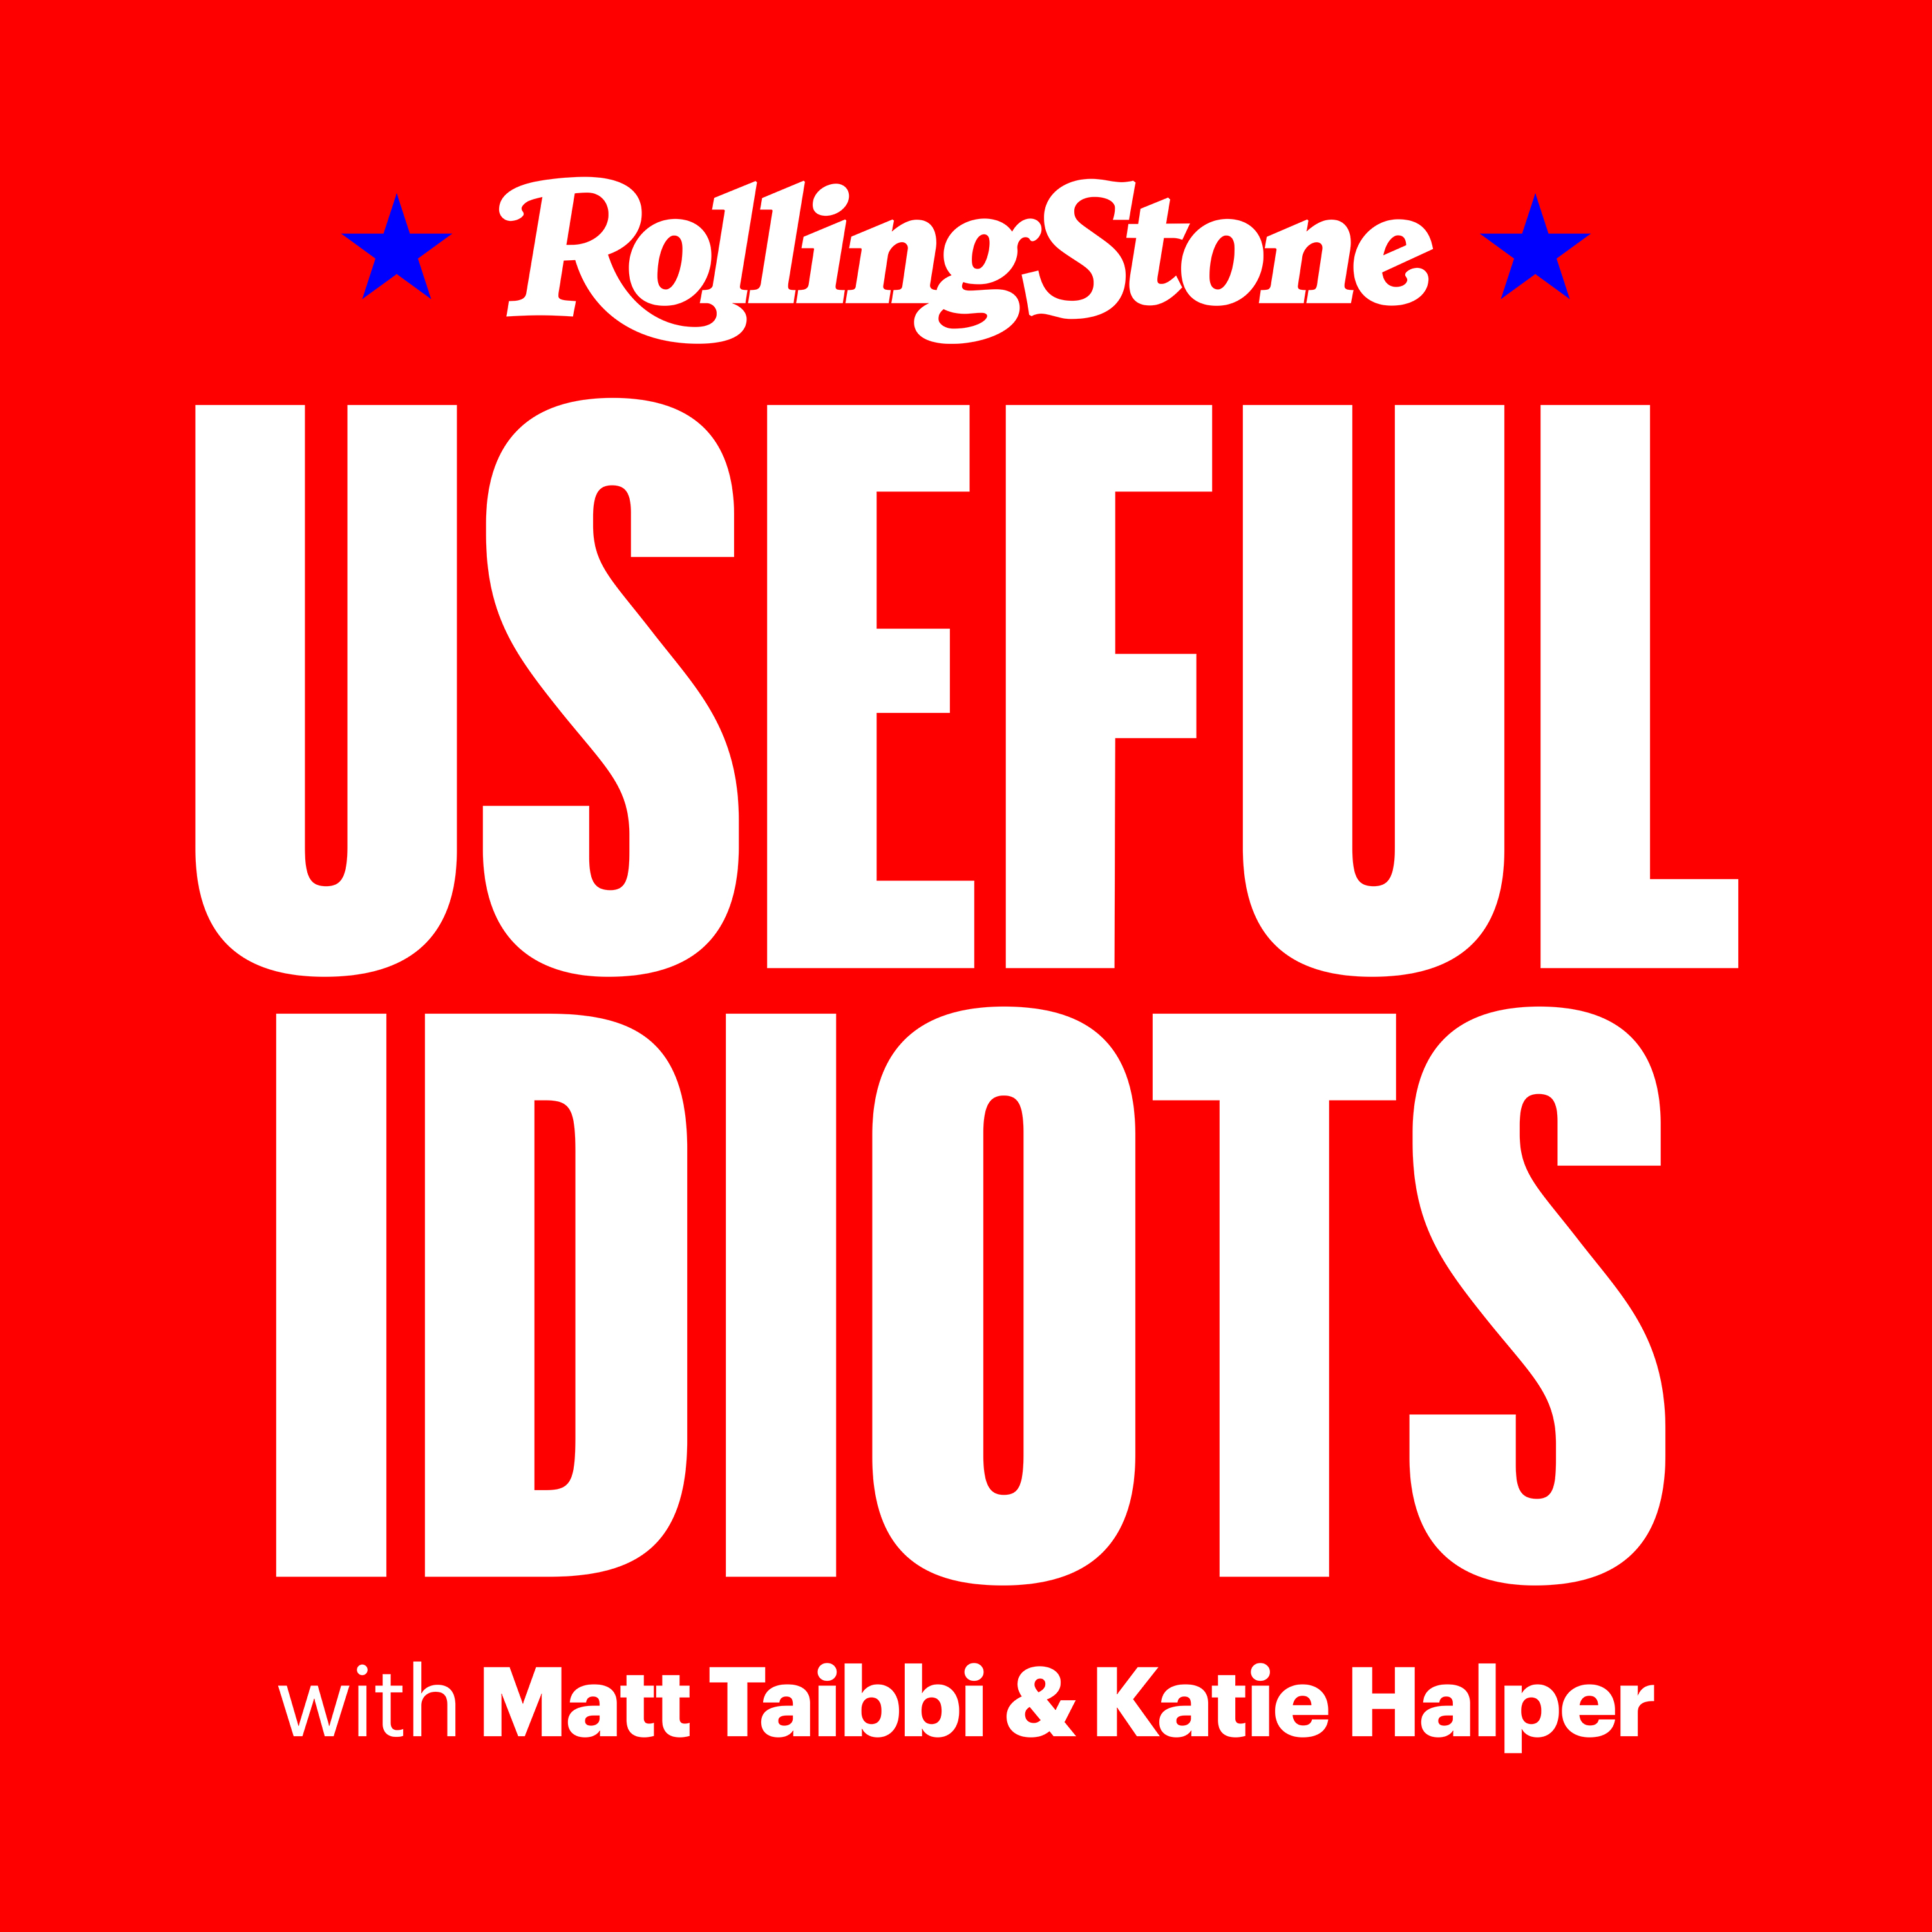 RollingStone
USEFUL
IDIOTS
with Matt Taibbi & Katie Halper